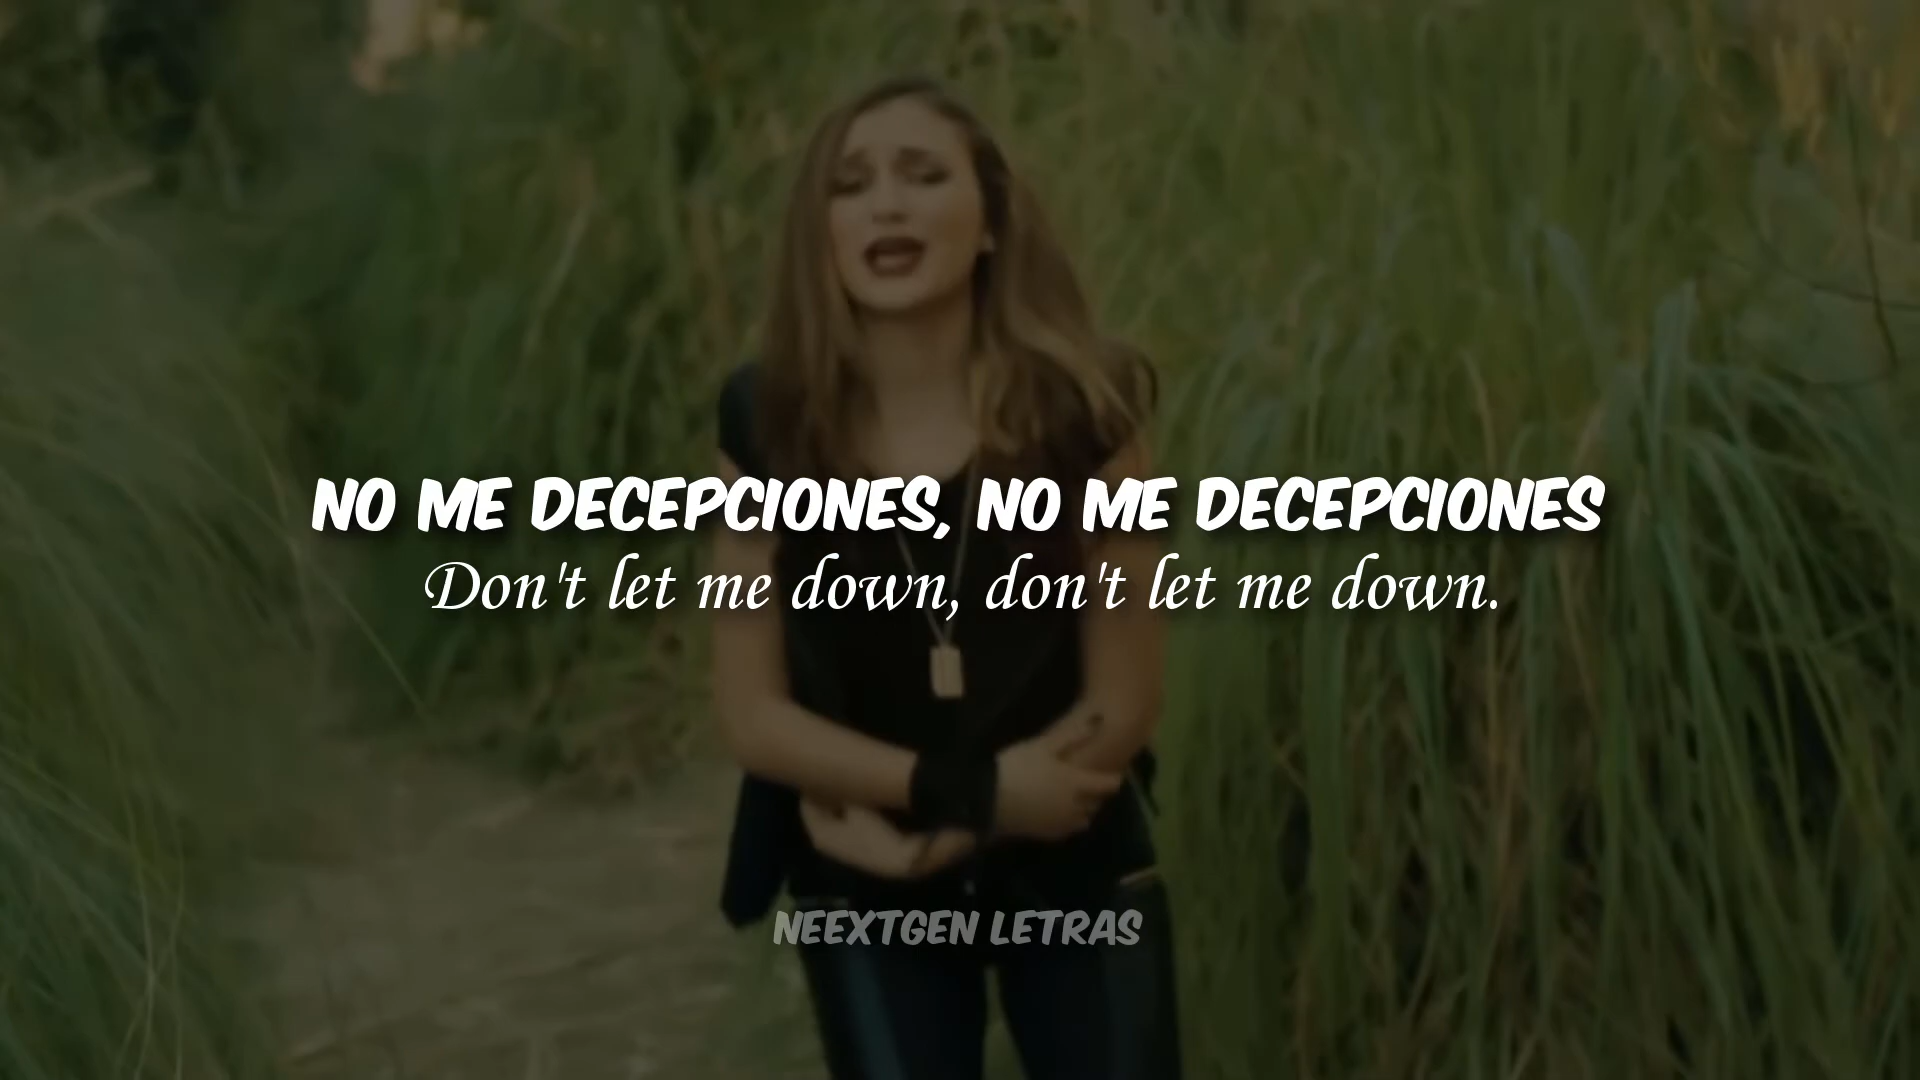 NO ME DECEPCIONES, NO ME DECEPCIONES
Don't let me down, don't let me down.
NEEXTGEN LETRAS